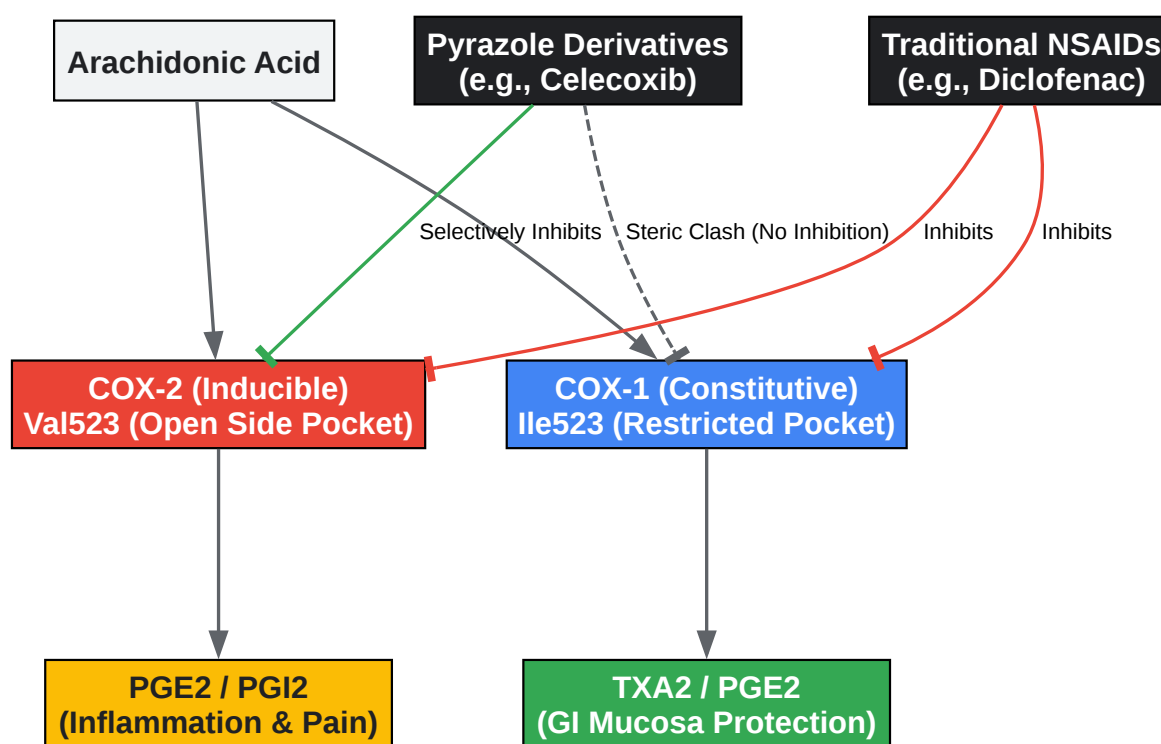 Arachidonic Acid
Pyrazole Derivatives
(e.g., Celecoxib)
Traditional NSAIDs
(e.g., Diclofenac)
Selectively Inhibits
Steric Clash (No Inhibition)
Inhibits
Inhibits
COX-2 (Inducible)
Val523 (Open Side Pocket)
COX-1 (Constitutive)
Ile523 (Restricted Pocket)
PGE2 / PGI2
(Inflammation & Pain)
TXA2 / PGE2
(GI Mucosa Protection)